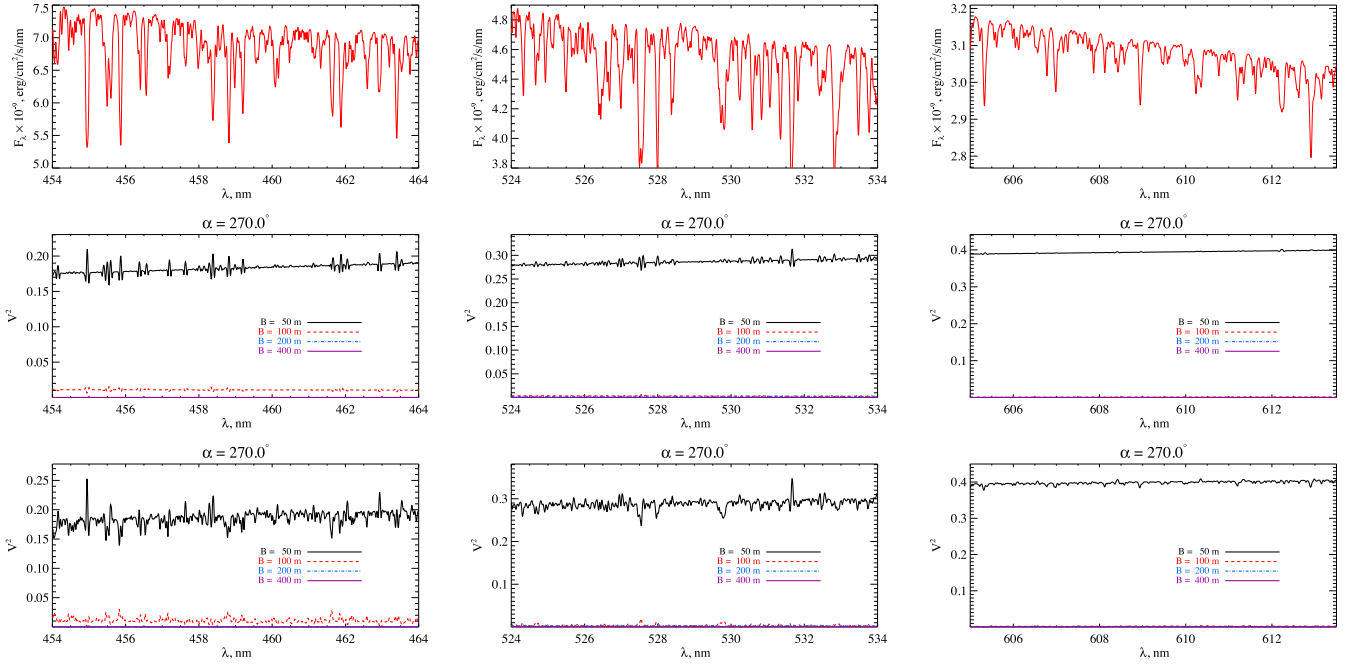 F_λ × 10⁻⁹, erg/cm²/s/nm
7.5
7.0
6.5
6.0
5.5
5.0
454 456 458 460 462 464
λ, nm
F_λ × 10⁻⁹, erg/cm²/s/nm
4.8
4.6
4.4
4.2
4.0
3.8
524 526 528 530 532 534
λ, nm
F_λ × 10⁻⁹, erg/cm²/s/nm
3.2
3.1
3.0
2.9
2.8
606 608 610 612
λ, nm
α = 270.0°
V²
0.20
0.15
0.10
0.05
B = 50 m
B = 100 m
B = 200 m
B = 400 m
454 456 458 460 462 464
λ, nm
α = 270.0°
V²
0.30
0.25
0.20
0.15
0.10
0.05
B = 50 m
B = 100 m
B = 200 m
B = 400 m
524 526 528 530 532 534
λ, nm
α = 270.0°
V²
0.4
0.3
0.2
0.1
B = 50 m
B = 100 m
B = 200 m
B = 400 m
606 608 610 612
λ, nm
α = 270.0°
V²
0.25
0.20
0.15
0.10
0.05
B = 50 m
B = 100 m
B = 200 m
B = 400 m
454 456 458 460 462 464
λ, nm
α = 270.0°
V²
0.3
0.2
0.1
B = 50 m
B = 100 m
B = 200 m
B = 400 m
524 526 528 530 532 534
λ, nm
α = 270.0°
V²
0.4
0.3
0.2
0.1
B = 50 m
B = 100 m
B = 200 m
B = 400 m
606 608 610 612
λ, nm